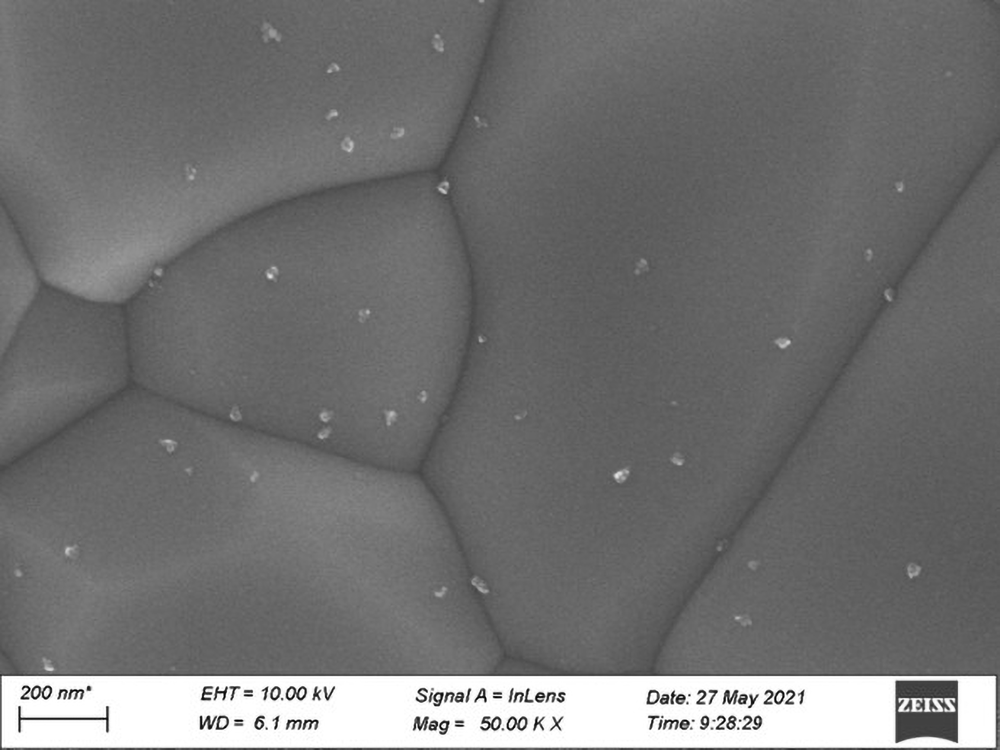 200 nm*
EHT = 10.00 kV
Signal A = InLens
Date: 27 May 2021
WD = 6.1 mm
Mag = 50.00 K X
Time: 9:28:29
ZEISS